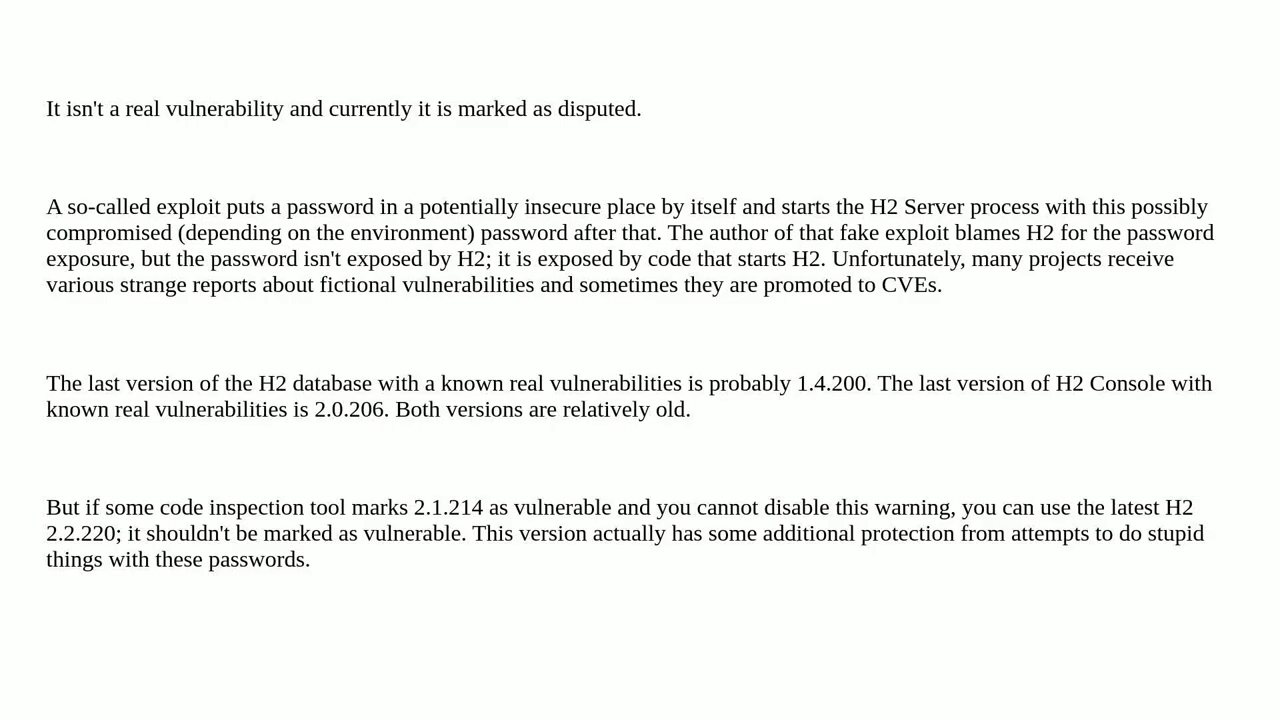 It isn't a real vulnerability and currently it is marked as disputed.
A so-called exploit puts a password in a potentially insecure place by itself and starts the H2 Server process with this possibly
compromised (depending on the environment) password after that. The author of that fake exploit blames H2 for the password
exposure, but the password isn't exposed by H2; it is exposed by code that starts H2. Unfortunately, many projects receive
various strange reports about fictional vulnerabilities and sometimes they are promoted to CVEs.
The last version of the H2 database with a known real vulnerabilities is probably 1.4.200. The last version of H2 Console with
known real vulnerabilities is 2.0.206. Both versions are relatively old.
But if some code inspection tool marks 2.1.214 as vulnerable and you cannot disable this warning, you can use the latest H2
2.2.220; it shouldn't be marked as vulnerable. This version actually has some additional protection from attempts to do stupid
things with these passwords.